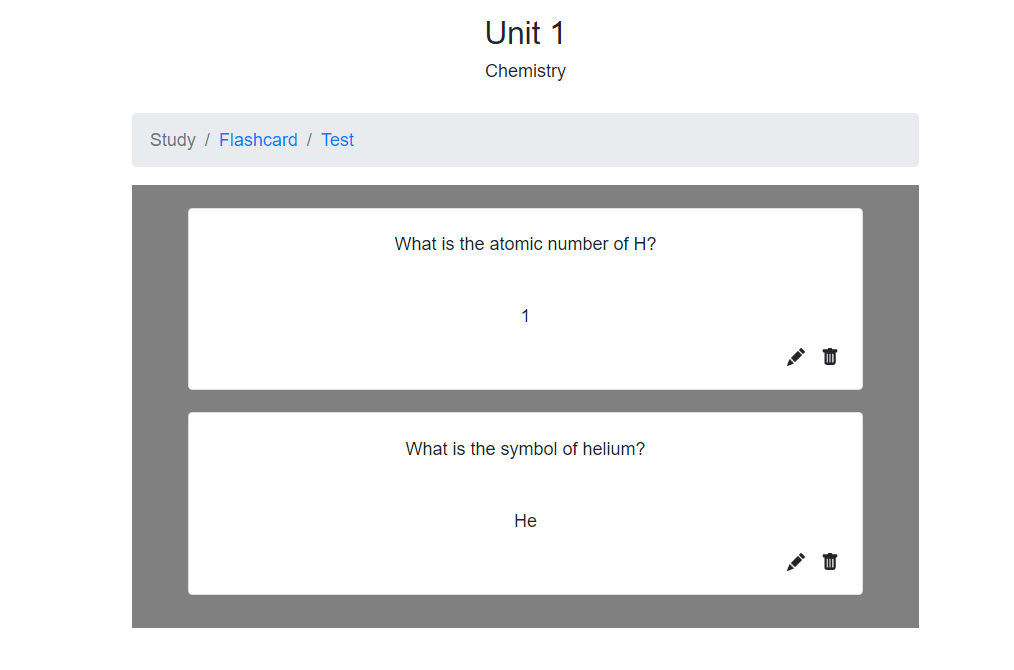 Unit 1
Chemistry
Study / Flashcard / Test
What is the atomic number of H?
1
What is the symbol of helium?
He